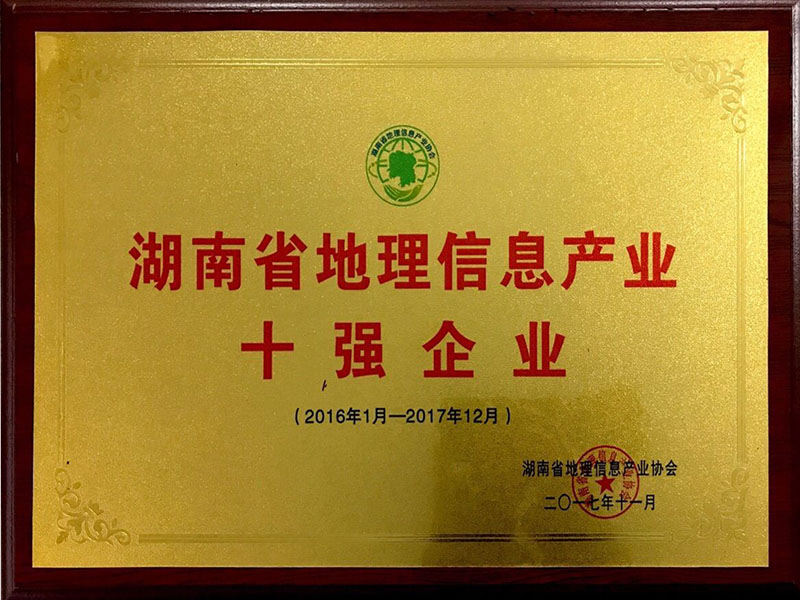 湖南省地理信息产业协会
湖南省地理信息产业
十强企业
（2016年1月—2017年12月）
湖南省地理信息产业协会
二〇一七年十一月